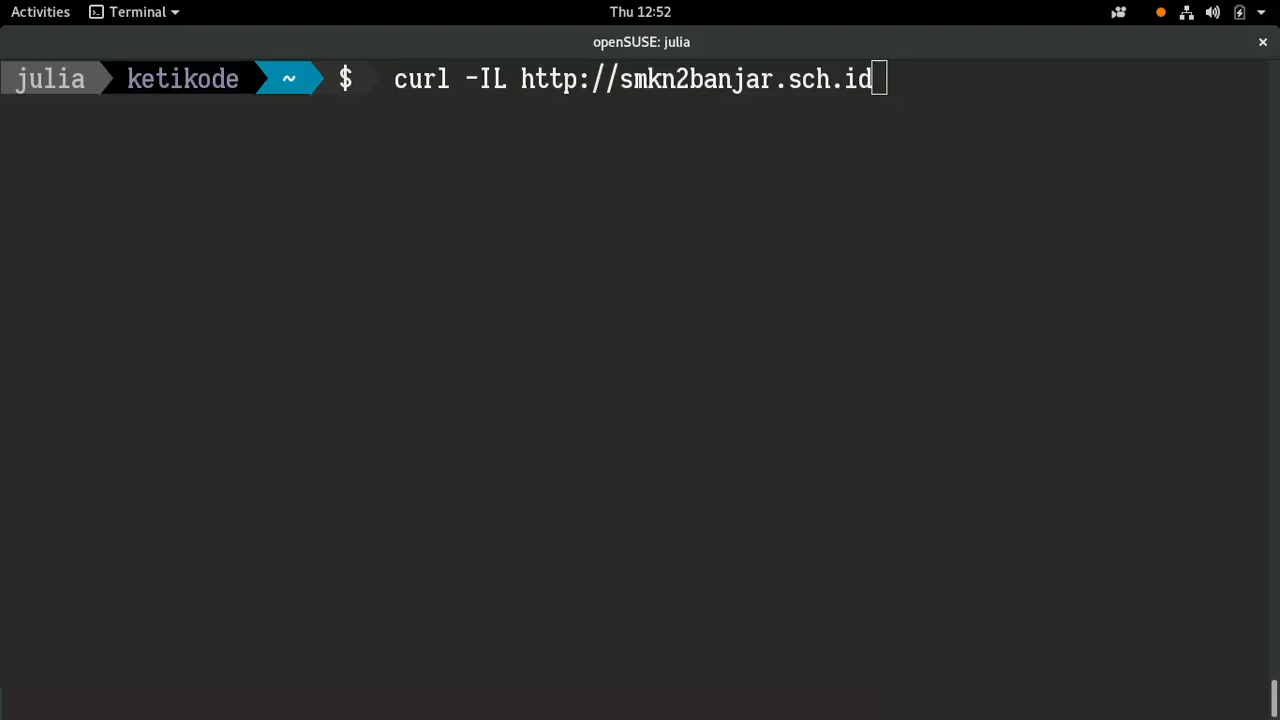 Activities Terminal Thu 12:52
openSUSE: julia
julia ketikode ~ $ curl -IL http://smkn2banjar.sch.id